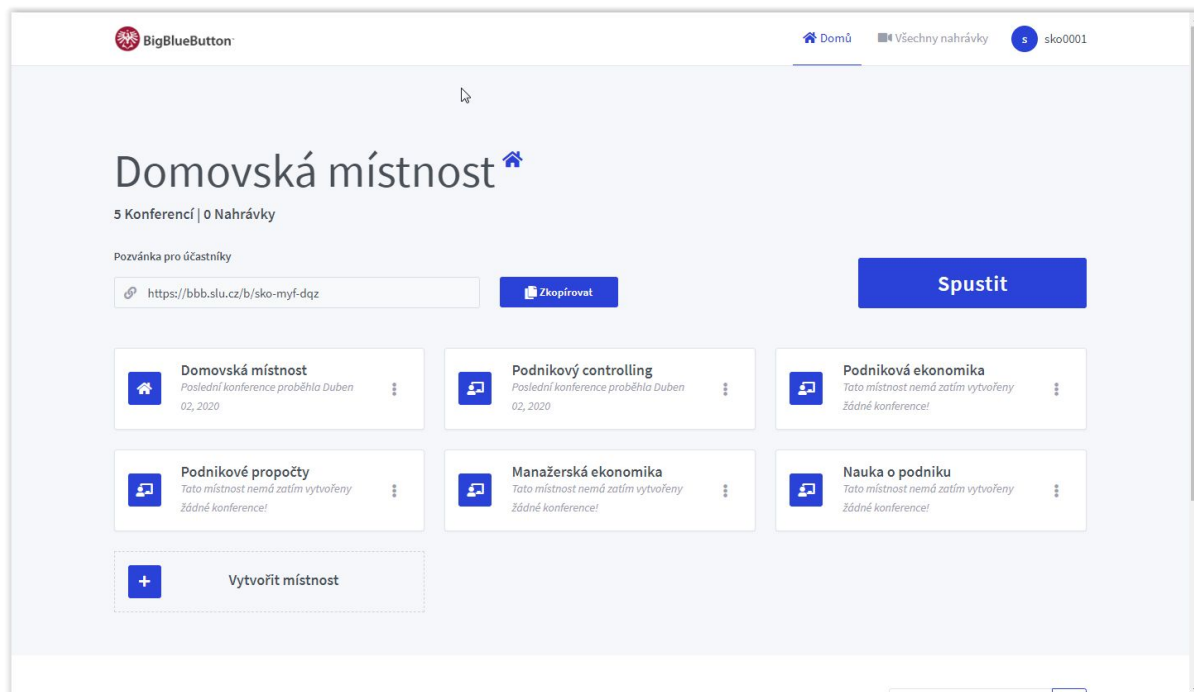 BigBlueButton
Domů
Všechny nahrávky
s
sko0001
Domovská místnost
5 Konferencí | 0 Nahrávky
Pozvánka pro účastníky
https://bbb.slu.cz/b/sko-myf-dqz
Zkopírovat
Spustit
Domovská místnost
Poslední konference proběhla Duben
02, 2020
Podnikový controlling
Poslední konference proběhla Duben
02, 2020
Podniková ekonomika
Tato místnost nemá zatím vytvořeny
žádné konference!
Podnikové propočty
Tato místnost nemá zatím vytvořeny
žádné konference!
Manažerská ekonomika
Tato místnost nemá zatím vytvořeny
žádné konference!
Nauka o podniku
Tato místnost nemá zatím vytvořeny
žádné konference!
Vytvořit místnost